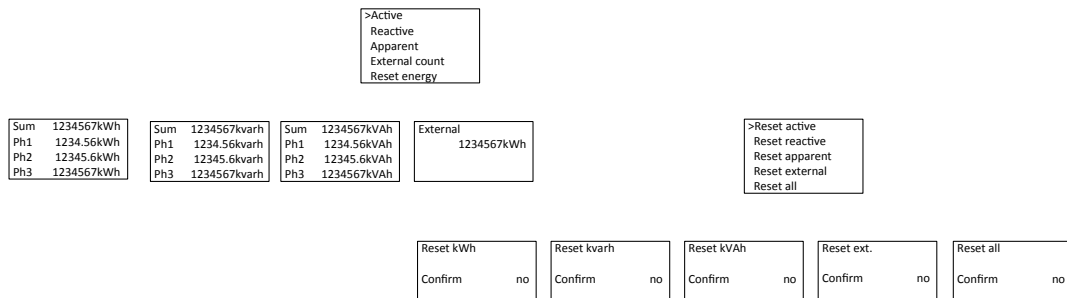 >Active
Reactive
Apparent
External count
Reset energy
Sum 1234567kWh
Ph1 1234.56kWh
Ph2 12345.6kWh
Ph3 1234567kWh
Sum 1234567kvarh
Ph1 1234.56kvarh
Ph2 12345.6kvarh
Ph3 1234567kvarh
Sum 1234567kVAh
Ph1 1234.56kVAh
Ph2 12345.6kVAh
Ph3 1234567kVAh
External
1234567kWh
>Reset active
Reset reactive
Reset apparent
Reset external
Reset all
Reset kWh
Confirm no
Reset kvarh
Confirm no
Reset kVAh
Confirm no
Reset ext.
Confirm no
Reset all
Confirm no